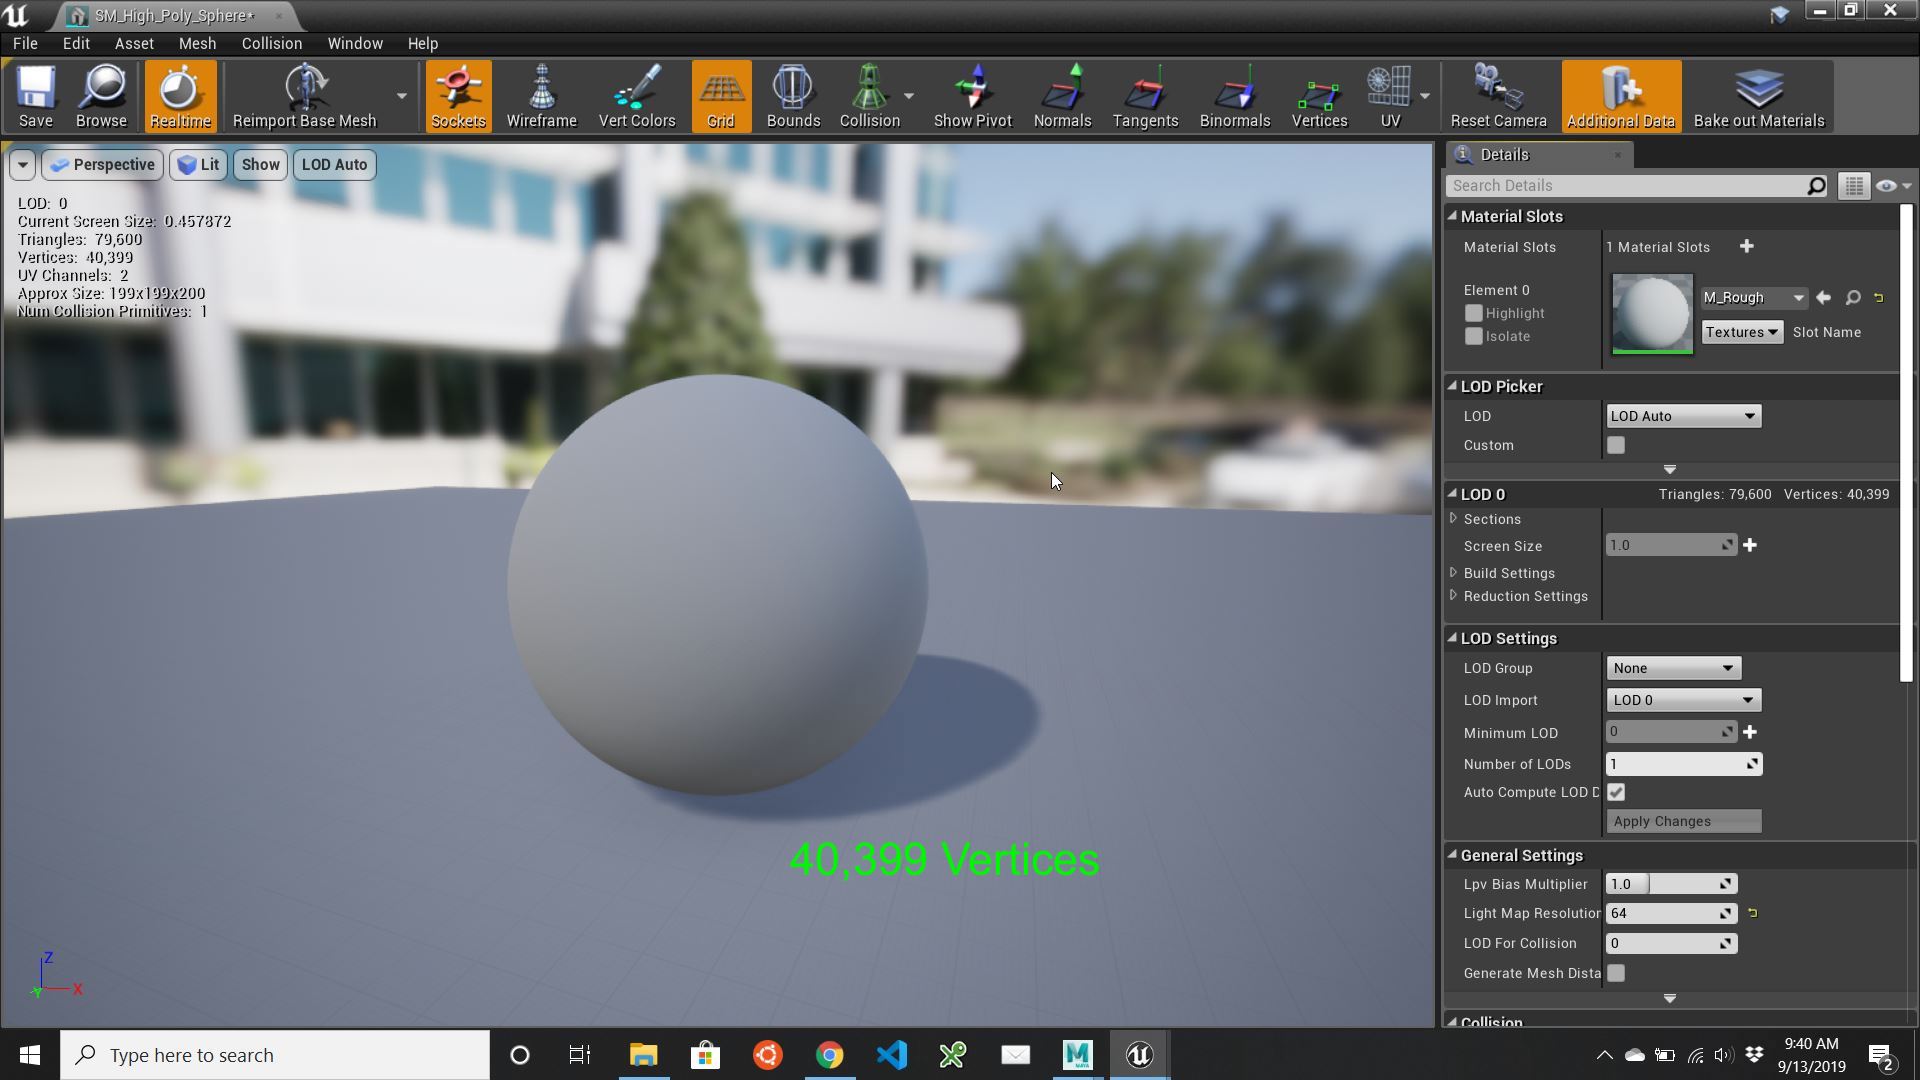 SM_High_Poly_Sphere*
File Edit Asset Mesh Collision Window Help
Save Browse Realtime Reimport Base Mesh Sockets Wireframe Vert Colors Grid Bounds Collision Show Pivot Normals Tangents Binormals Vertices UV Reset Camera Additional Data Bake out Materials
Perspective Lit Show LOD Auto
LOD: 0
Current Screen Size: 0.457872
Triangles: 79,600
Vertices: 40,399
UV Channels: 2
Approx Size: 199x199x200
Num Collision Primitives: 1
40,399 Vertices
Z
X
Y
Details
Search Details
Material Slots
Material Slots 1 Material Slots
Element 0
Highlight
Isolate
M_Rough
Textures Slot Name
LOD Picker
LOD LOD Auto
Custom
LOD 0 Triangles: 79,600 Vertices: 40,399
Sections
Screen Size 1.0
Build Settings
Reduction Settings
LOD Settings
LOD Group None
LOD Import LOD 0
Minimum LOD 0
Number of LODs 1
Auto Compute LOD D
Apply Changes
General Settings
Lpv Bias Multiplier 1.0
Light Map Resolution 64
LOD For Collision 0
Generate Mesh Dista
Collision
Type here to search
9:40 AM
9/13/2019
2